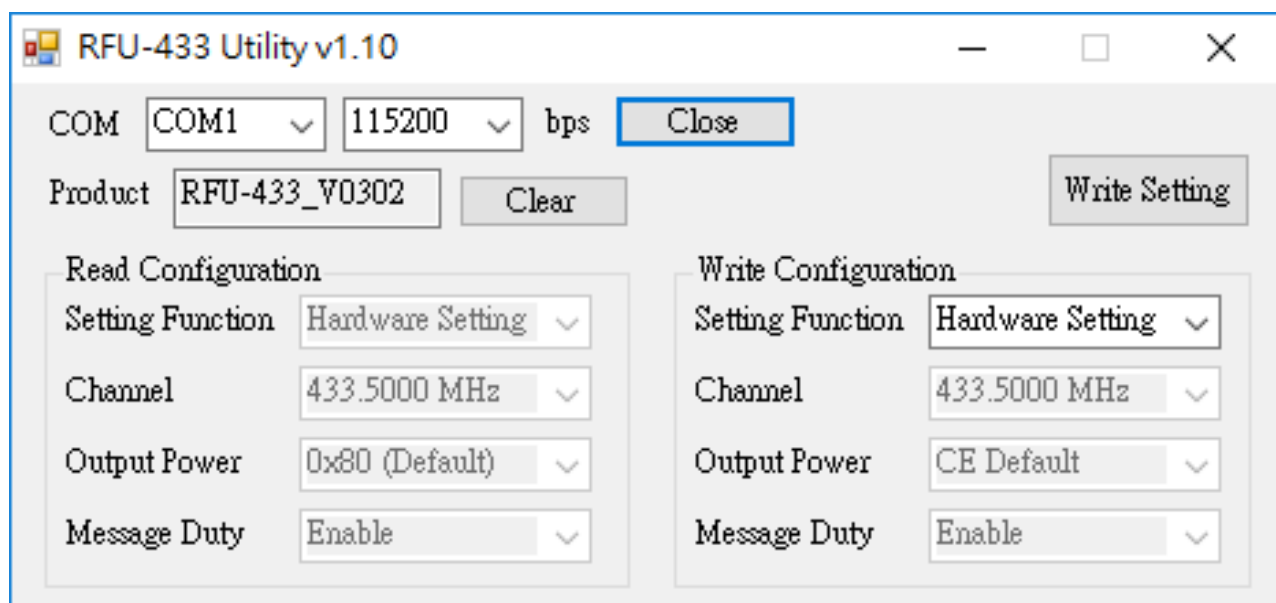 RFU-433 Utility v1.10
COM COM1 115200 bps Close
Product RFU-433_V0302 Clear Write Setting
Read Configuration
Setting Function Hardware Setting
Channel 433.5000 MHz
Output Power 0x80 (Default)
Message Duty Enable
Write Configuration
Setting Function Hardware Setting
Channel 433.5000 MHz
Output Power CE Default
Message Duty Enable